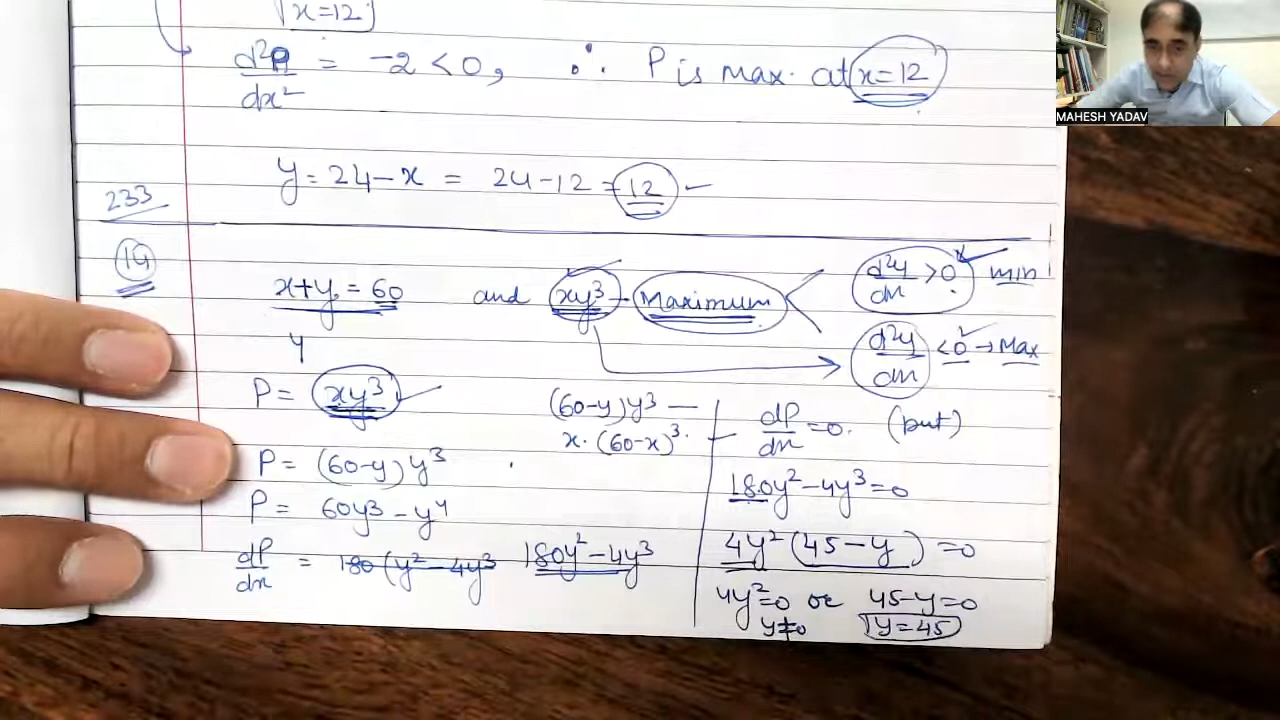 x=12
d²P/dx² = -2 < 0, ∴ P is max. at x=12
MAHESH YADAV
y = 24-x = 24-12 = 12
233
14
x+y = 60 and xy³ - Maximum
d²y/dx > 0 min
d²y/dx < 0 → Max
y
P = xy³
(60-y)y³ —
x.(60-x)³.
P = (60-y)y³
P = 60y³ - y⁴
dP/dx = 180(y² - 4y³ 180y² - 4y³
dP/dx = 0. (put)
180y² - 4y³ = 0
4y²(45-y) = 0
4y²=0 or 45-y=0
y≠0 y=45